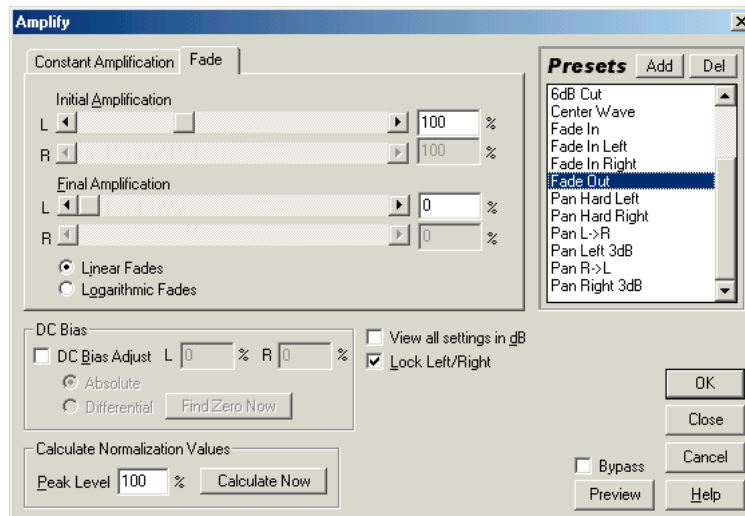 Amplify
Constant Amplification Fade
Initial Amplification
L 100 %
R 100 %
Final Amplification
L 0 %
R 0 %
Linear Fades
Logarithmic Fades
Presets Add Del
6dB Cut
Center Wave
Fade In
Fade In Left
Fade In Right
Fade Out
Pan Hard Left
Pan Hard Right
Pan L->R
Pan Left 3dB
Pan R->L
Pan Right 3dB
DC Bias
DC Bias Adjust L 0 % R 0 %
Absolute
Differential Find Zero Now
View all settings in dB
Lock Left/Right
Calculate Normalization Values
Peak Level 100 % Calculate Now
Bypass
Preview
OK
Close
Cancel
Help